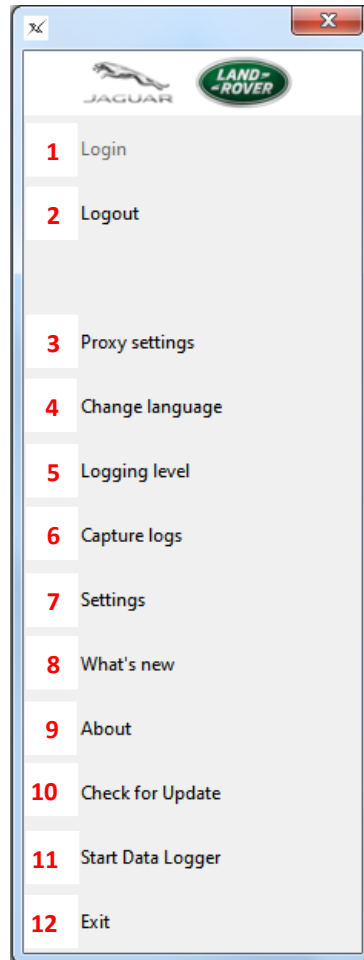 JAGUAR
LAND-
-ROVER
1 Login
2 Logout
3 Proxy settings
4 Change language
5 Logging level
6 Capture logs
7 Settings
8 What's new
9 About
10 Check for Update
11 Start Data Logger
12 Exit